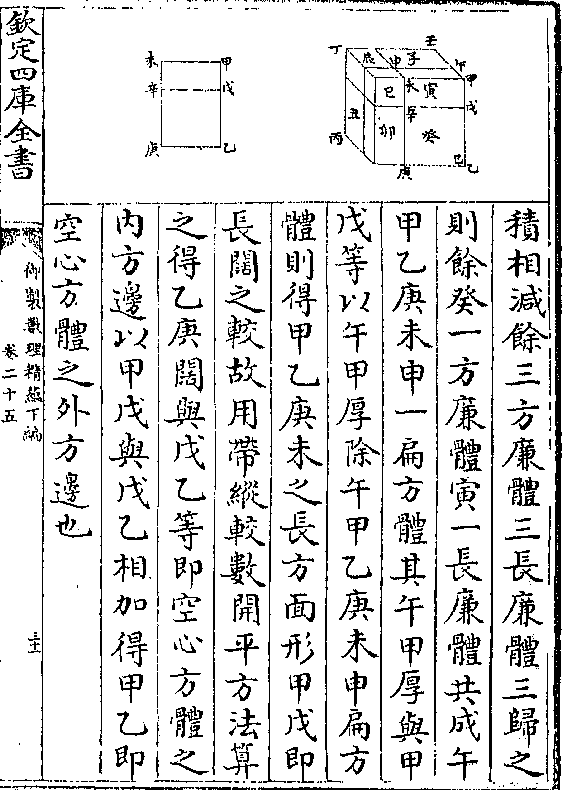 積相減餘三方廉體三長廉體三歸之
則餘癸一方廉體寅一長廉體共成午
甲乙庚未申一扁方體其午甲厚與甲
戊等以午甲厚除午甲乙庚未申扁方
體則得甲乙庚未之長方面形甲戊即
長闊之較故用帶縱較數開平方法算
之得乙庚闊與戊乙等即空心方體之
内方邊以甲戊與戊乙相加得甲乙即
空心方體之外方邊也
欽定四庫全書
御製數理精蘊下編
卷二十五
壬
丁
辰
申
子
午
甲
巳
未
寅
戊
辛
丑
卯
癸
丙
庚
己
乙
未
甲
辛
戊
庚
乙